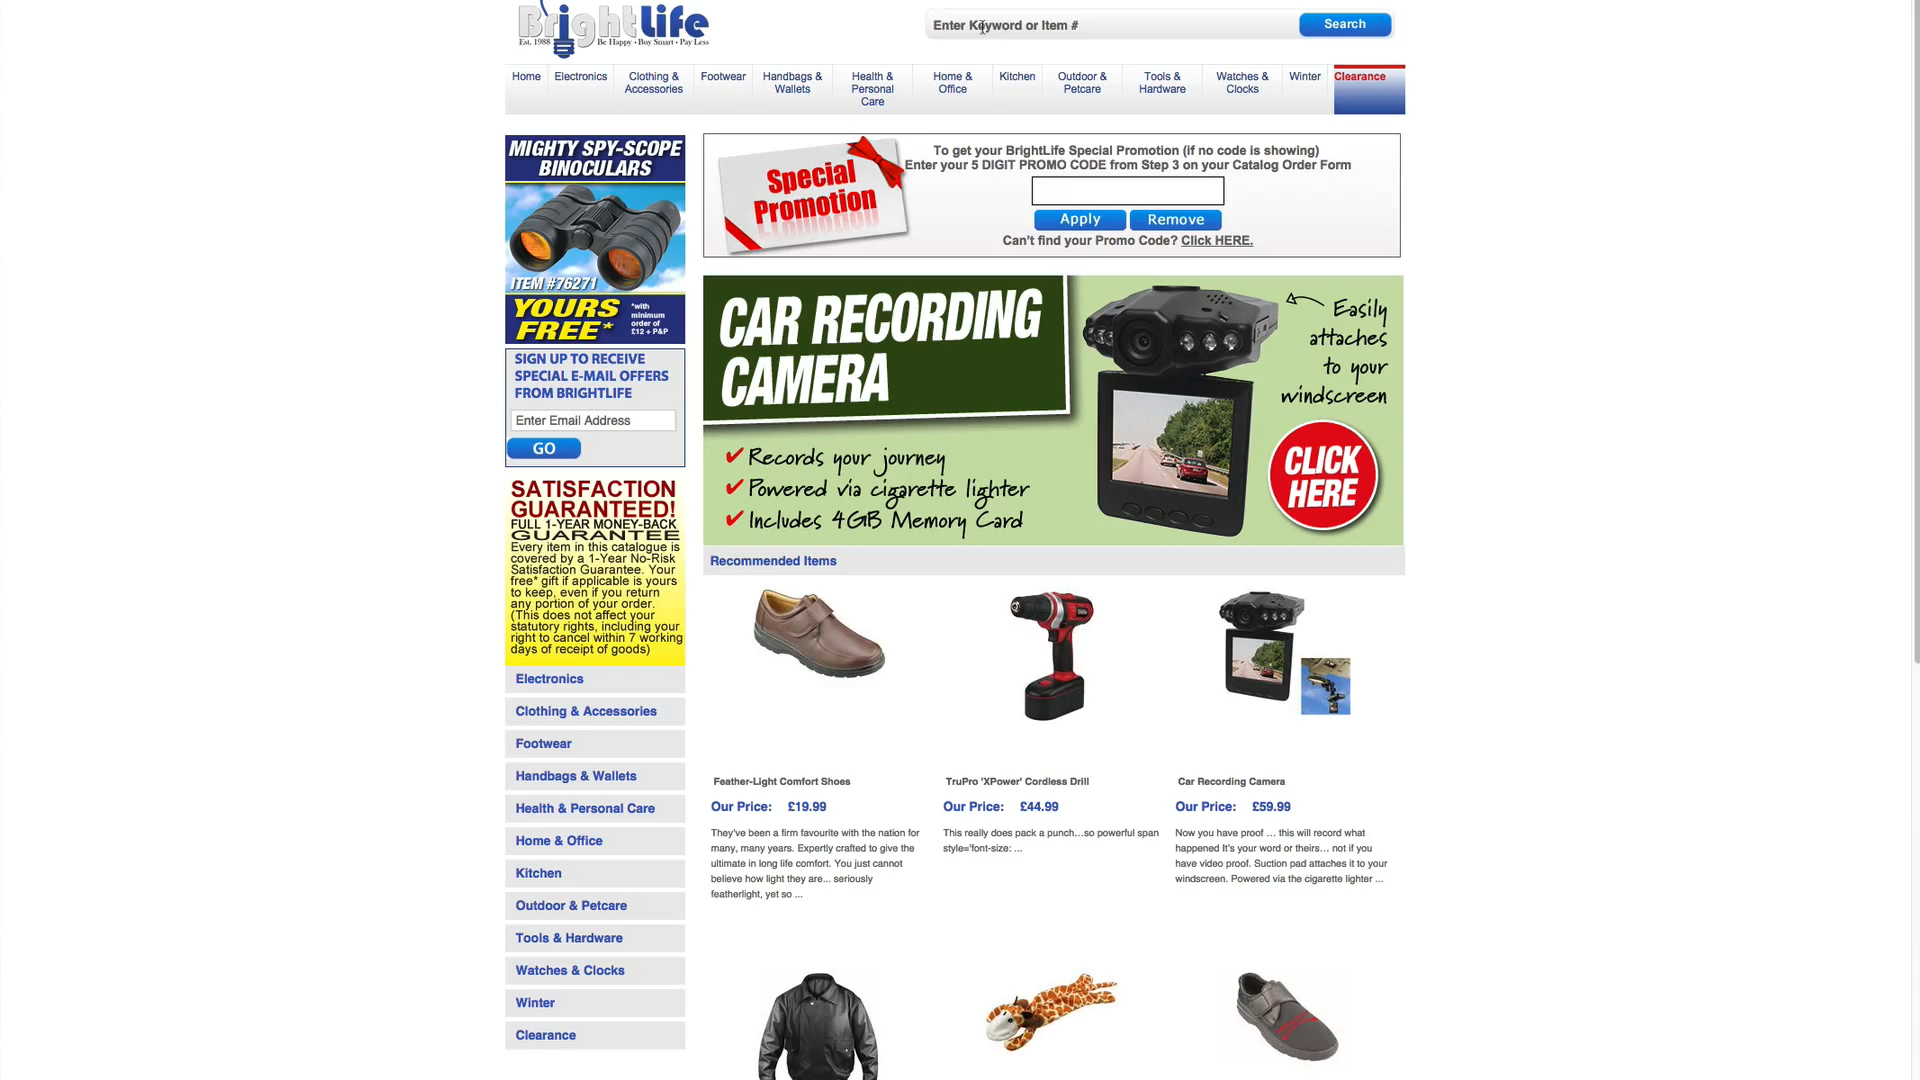 BrightLife
Est. 1988 Be Happy • Buy Smart • Pay Less
Enter Keyword or Item #
Search
Home
Electronics
Clothing &
Accessories
Footwear
Handbags &
Wallets
Health &
Personal
Care
Home &
Office
Kitchen
Outdoor &
Petcare
Tools &
Hardware
Watches &
Clocks
Winter
Clearance
MIGHTY SPY-SCOPE
BINOCULARS
ITEM #76271
YOURS
FREE*
*with
minimum
order of
£12 + P&P
SIGN UP TO RECEIVE
SPECIAL E-MAIL OFFERS
FROM BRIGHTLIFE
Enter Email Address
GO
SATISFACTION
GUARANTEED!
FULL 1-YEAR MONEY-BACK
GUARANTEE
Every item in this catalogue is
covered by a 1-Year No-Risk
Satisfaction Guarantee. Your
free* gift if applicable is yours
to keep, even if you return
any portion of your order.
(This does not affect your
statutory rights, including your
right to cancel within 7 working
days of receipt of goods)
Electronics
Clothing & Accessories
Footwear
Handbags & Wallets
Health & Personal Care
Home & Office
Kitchen
Outdoor & Petcare
Tools & Hardware
Watches & Clocks
Winter
Clearance
Special
Promotion
To get your BrightLife Special Promotion (if no code is showing)
Enter your 5 DIGIT PROMO CODE from Step 3 on your Catalog Order Form
Apply
Remove
Can't find your Promo Code? Click HERE.
CAR RECORDING
CAMERA
Easily
attaches
to your
windscreen
✔ Records your journey
✔ Powered via cigarette lighter
✔ Includes 4GB Memory Card
CLICK
HERE
Recommended Items
Feather-Light Comfort Shoes
Our Price: £19.99
They've been a firm favourite with the nation for
many, many years. Expertly crafted to give the
ultimate in long life comfort. You just cannot
believe how light they are... seriously
featherlight, yet so ...
TruPro 'XPower' Cordless Drill
Our Price: £44.99
This really does pack a punch…so powerful span
style='font-size: ...
Car Recording Camera
Our Price: £59.99
Now you have proof … this will record what
happened It's your word or theirs… not if you
have video proof. Suction pad attaches it to your
windscreen. Powered via the cigarette lighter ...